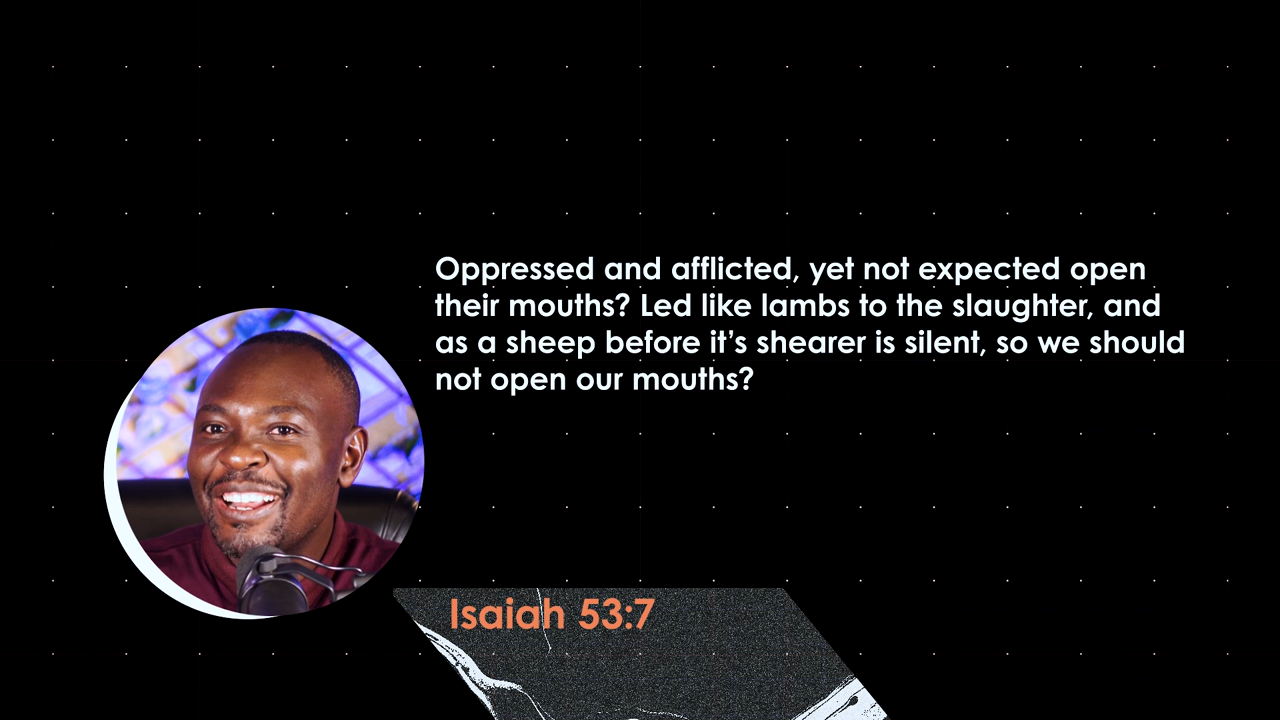 Oppressed and afflicted, yet not expected open
their mouths? Led like lambs to the slaughter, and
as a sheep before it’s shearer is silent, so we should
not open our mouths?
Isaiah 53:7